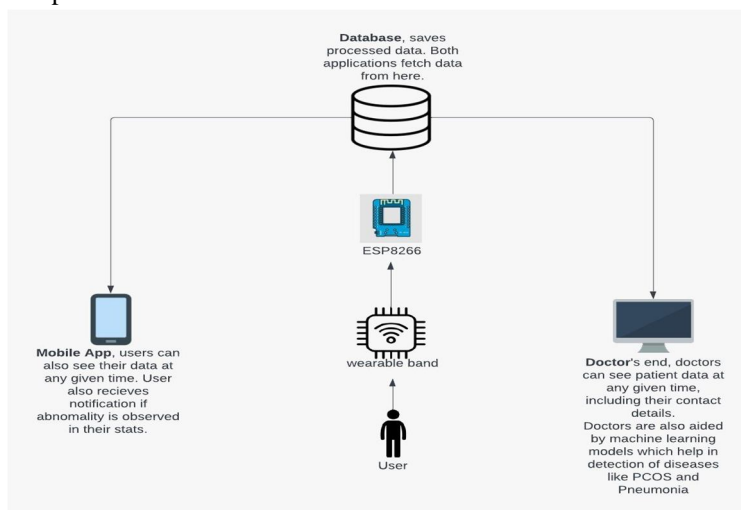 Database, saves
processed data. Both
applications fetch data
from here.
ESP8266
wearable band
User
Mobile App, users can
also see their data at
any given time. User
also recieves
notification if
abnomality is observed
in their stats.
Doctor's end, doctors
can see patient data at
any given time,
including their contact
details.
Doctors are also aided
by machine learning
models which help in
detection of diseases
like PCOS and
Pneumonia